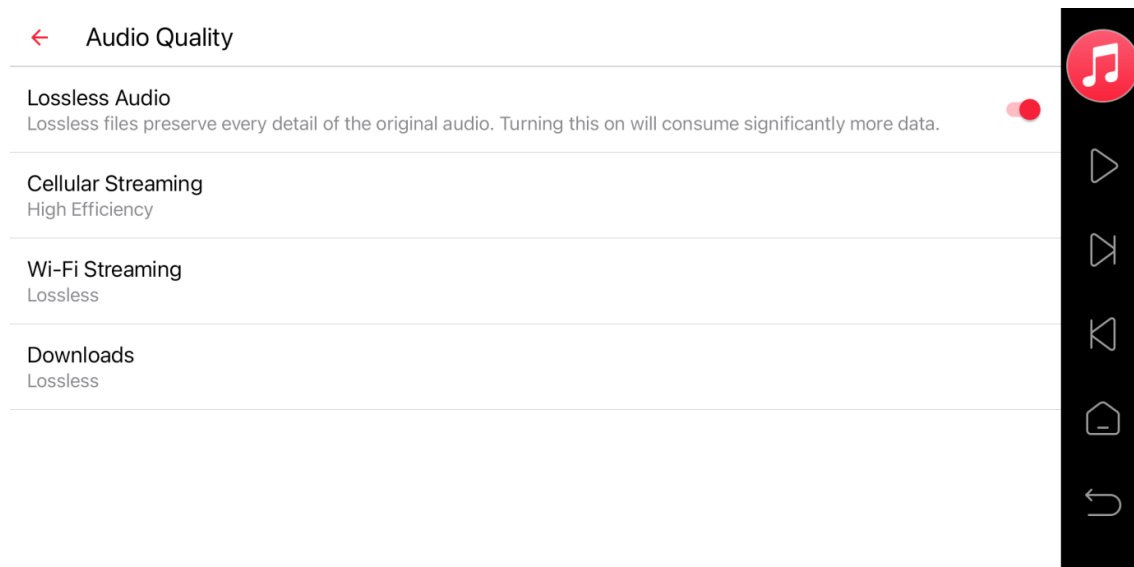 Audio Quality
Lossless Audio
Lossless files preserve every detail of the original audio. Turning this on will consume significantly more data.
Cellular Streaming
High Efficiency
Wi-Fi Streaming
Lossless
Downloads
Lossless